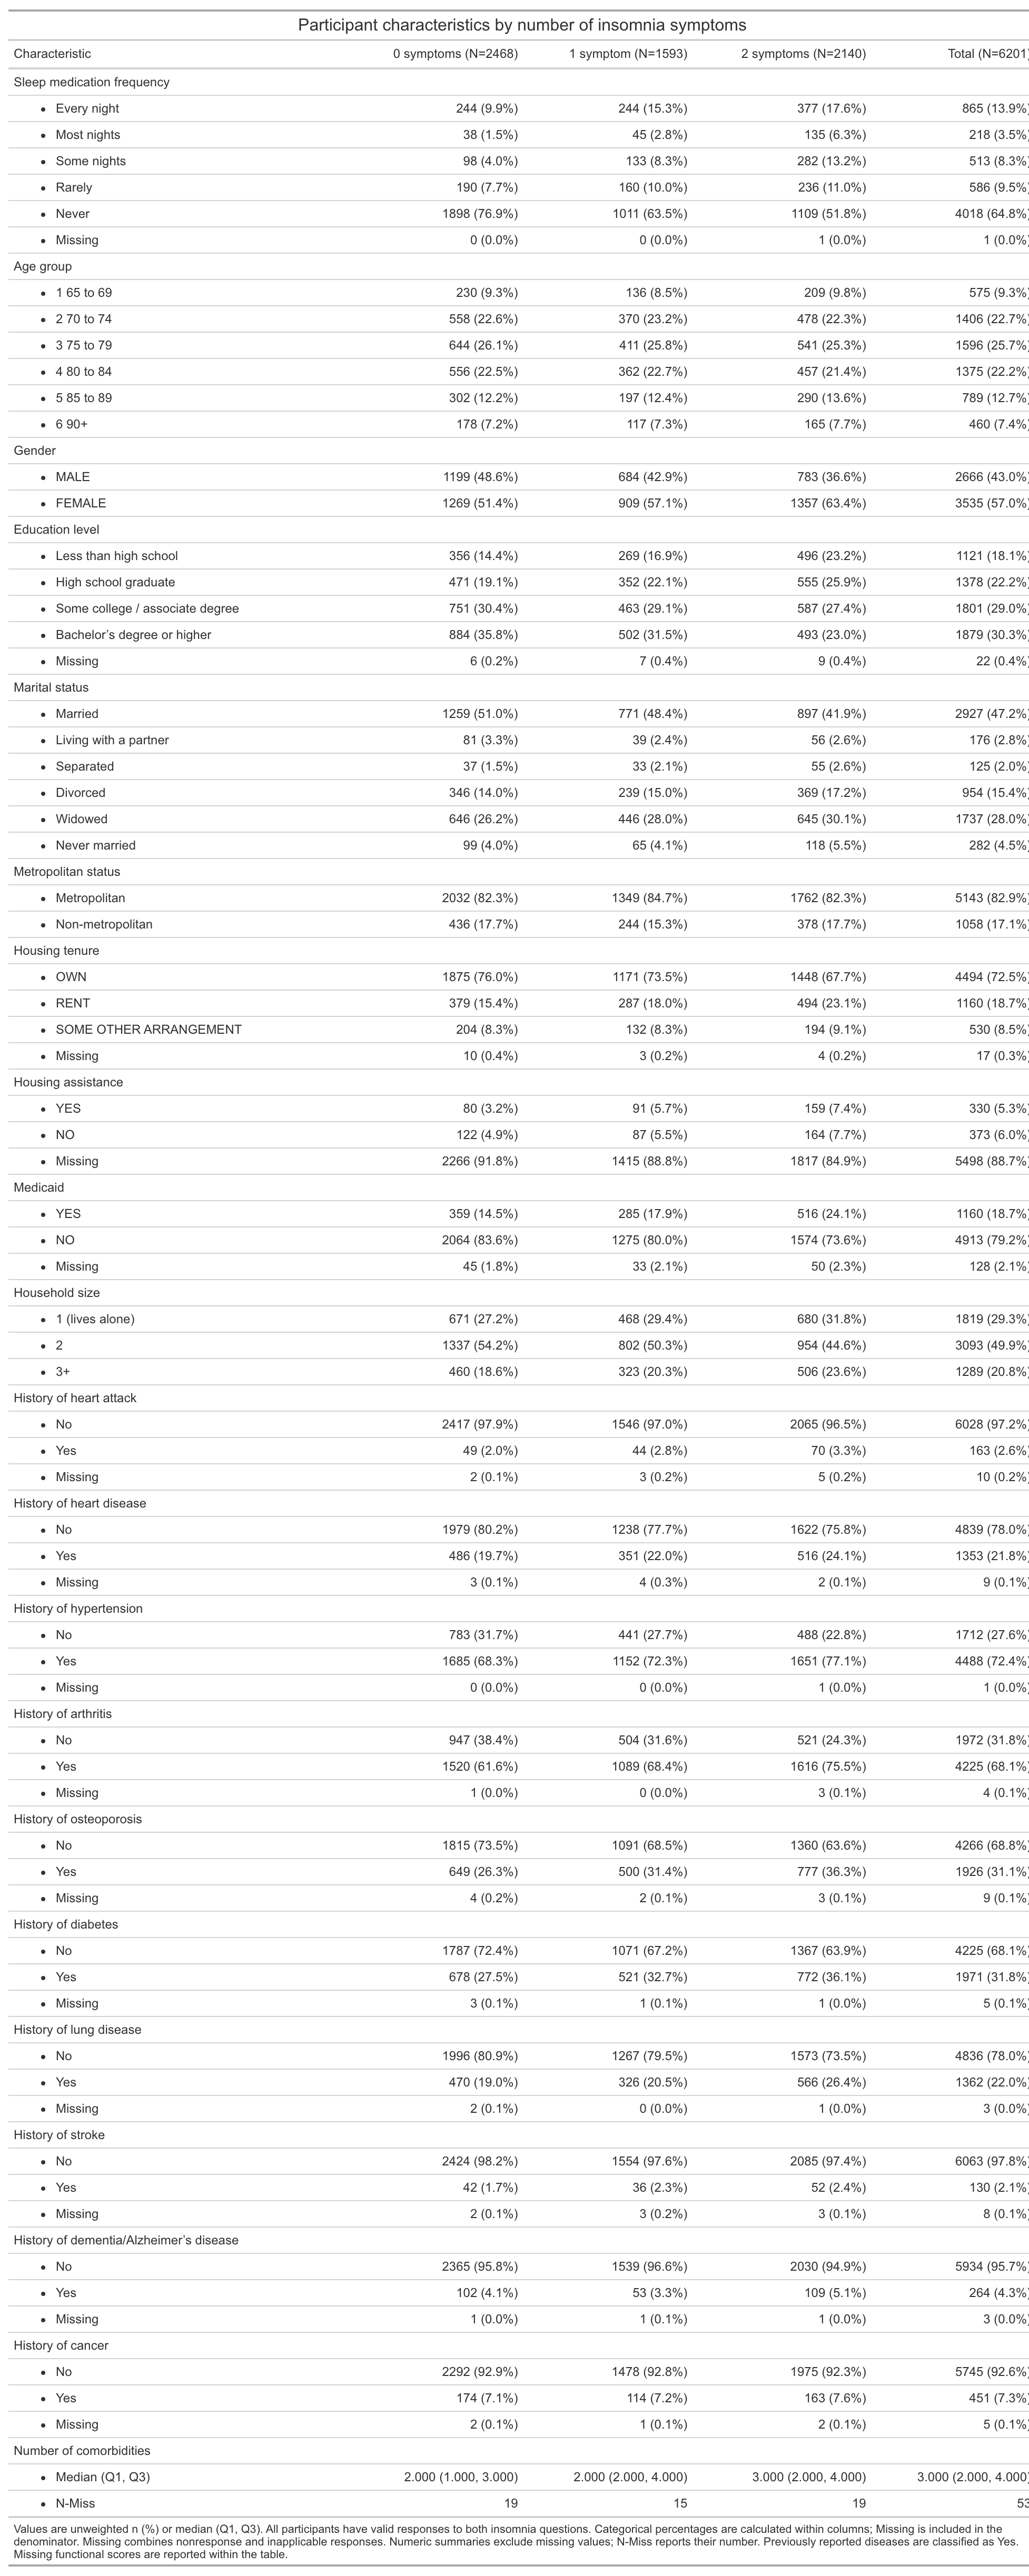 Participant characteristics by number of insomnia symptoms
Characteristic 0 symptoms (N=2468) 1 symptom (N=1593) 2 symptoms (N=2140) Total (N=6201)
Sleep medication frequency
• Every night 244 (9.9%) 244 (15.3%) 377 (17.6%) 865 (13.9%)
• Most nights 38 (1.5%) 45 (2.8%) 135 (6.3%) 218 (3.5%)
• Some nights 98 (4.0%) 133 (8.3%) 282 (13.2%) 513 (8.3%)
• Rarely 190 (7.7%) 160 (10.0%) 236 (11.0%) 586 (9.5%)
• Never 1898 (76.9%) 1011 (63.5%) 1109 (51.8%) 4018 (64.8%)
• Missing 0 (0.0%) 0 (0.0%) 1 (0.0%) 1 (0.0%)
Age group
• 1 65 to 69 230 (9.3%) 136 (8.5%) 209 (9.8%) 575 (9.3%)
• 2 70 to 74 558 (22.6%) 370 (23.2%) 478 (22.3%) 1406 (22.7%)
• 3 75 to 79 644 (26.1%) 411 (25.8%) 541 (25.3%) 1596 (25.7%)
• 4 80 to 84 556 (22.5%) 362 (22.7%) 457 (21.4%) 1375 (22.2%)
• 5 85 to 89 302 (12.2%) 197 (12.4%) 290 (13.6%) 789 (12.7%)
• 6 90+ 178 (7.2%) 117 (7.3%) 165 (7.7%) 460 (7.4%)
Gender
• MALE 1199 (48.6%) 684 (42.9%) 783 (36.6%) 2666 (43.0%)
• FEMALE 1269 (51.4%) 909 (57.1%) 1357 (63.4%) 3535 (57.0%)
Education level
• Less than high school 356 (14.4%) 269 (16.9%) 496 (23.2%) 1121 (18.1%)
• High school graduate 471 (19.1%) 352 (22.1%) 555 (25.9%) 1378 (22.2%)
• Some college / associate degree 751 (30.4%) 463 (29.1%) 587 (27.4%) 1801 (29.0%)
• Bachelor’s degree or higher 884 (35.8%) 502 (31.5%) 493 (23.0%) 1879 (30.3%)
• Missing 6 (0.2%) 7 (0.4%) 9 (0.4%) 22 (0.4%)
Marital status
• Married 1259 (51.0%) 771 (48.4%) 897 (41.9%) 2927 (47.2%)
• Living with a partner 81 (3.3%) 39 (2.4%) 56 (2.6%) 176 (2.8%)
• Separated 37 (1.5%) 33 (2.1%) 55 (2.6%) 125 (2.0%)
• Divorced 346 (14.0%) 239 (15.0%) 369 (17.2%) 954 (15.4%)
• Widowed 646 (26.2%) 446 (28.0%) 645 (30.1%) 1737 (28.0%)
• Never married 99 (4.0%) 65 (4.1%) 118 (5.5%) 282 (4.5%)
Metropolitan status
• Metropolitan 2032 (82.3%) 1349 (84.7%) 1762 (82.3%) 5143 (82.9%)
• Non-metropolitan 436 (17.7%) 244 (15.3%) 378 (17.7%) 1058 (17.1%)
Housing tenure
• OWN 1875 (76.0%) 1171 (73.5%) 1448 (67.7%) 4494 (72.5%)
• RENT 379 (15.4%) 287 (18.0%) 494 (23.1%) 1160 (18.7%)
• SOME OTHER ARRANGEMENT 204 (8.3%) 132 (8.3%) 194 (9.1%) 530 (8.5%)
• Missing 10 (0.4%) 3 (0.2%) 4 (0.2%) 17 (0.3%)
Housing assistance
• YES 80 (3.2%) 91 (5.7%) 159 (7.4%) 330 (5.3%)
• NO 122 (4.9%) 87 (5.5%) 164 (7.7%) 373 (6.0%)
• Missing 2266 (91.8%) 1415 (88.8%) 1817 (84.9%) 5498 (88.7%)
Medicaid
• YES 359 (14.5%) 285 (17.9%) 516 (24.1%) 1160 (18.7%)
• NO 2064 (83.6%) 1275 (80.0%) 1574 (73.6%) 4913 (79.2%)
• Missing 45 (1.8%) 33 (2.1%) 50 (2.3%) 128 (2.1%)
Household size
• 1 (lives alone) 671 (27.2%) 468 (29.4%) 680 (31.8%) 1819 (29.3%)
• 2 1337 (54.2%) 802 (50.3%) 954 (44.6%) 3093 (49.9%)
• 3+ 460 (18.6%) 323 (20.3%) 506 (23.6%) 1289 (20.8%)
History of heart attack
• No 2417 (97.9%) 1546 (97.0%) 2065 (96.5%) 6028 (97.2%)
• Yes 49 (2.0%) 44 (2.8%) 70 (3.3%) 163 (2.6%)
• Missing 2 (0.1%) 3 (0.2%) 5 (0.2%) 10 (0.2%)
History of heart disease
• No 1979 (80.2%) 1238 (77.7%) 1622 (75.8%) 4839 (78.0%)
• Yes 486 (19.7%) 351 (22.0%) 516 (24.1%) 1353 (21.8%)
• Missing 3 (0.1%) 4 (0.3%) 2 (0.1%) 9 (0.1%)
History of hypertension
• No 783 (31.7%) 441 (27.7%) 488 (22.8%) 1712 (27.6%)
• Yes 1685 (68.3%) 1152 (72.3%) 1651 (77.1%) 4488 (72.4%)
• Missing 0 (0.0%) 0 (0.0%) 1 (0.0%) 1 (0.0%)
History of arthritis
• No 947 (38.4%) 504 (31.6%) 521 (24.3%) 1972 (31.8%)
• Yes 1520 (61.6%) 1089 (68.4%) 1616 (75.5%) 4225 (68.1%)
• Missing 1 (0.0%) 0 (0.0%) 3 (0.1%) 4 (0.1%)
History of osteoporosis
• No 1815 (73.5%) 1091 (68.5%) 1360 (63.6%) 4266 (68.8%)
• Yes 649 (26.3%) 500 (31.4%) 777 (36.3%) 1926 (31.1%)
• Missing 4 (0.2%) 2 (0.1%) 3 (0.1%) 9 (0.1%)
History of diabetes
• No 1787 (72.4%) 1071 (67.2%) 1367 (63.9%) 4225 (68.1%)
• Yes 678 (27.5%) 521 (32.7%) 772 (36.1%) 1971 (31.8%)
• Missing 3 (0.1%) 1 (0.1%) 1 (0.0%) 5 (0.1%)
History of lung disease
• No 1996 (80.9%) 1267 (79.5%) 1573 (73.5%) 4836 (78.0%)
• Yes 470 (19.0%) 326 (20.5%) 566 (26.4%) 1362 (22.0%)
• Missing 2 (0.1%) 0 (0.0%) 1 (0.0%) 3 (0.0%)
History of stroke
• No 2424 (98.2%) 1554 (97.6%) 2085 (97.4%) 6063 (97.8%)
• Yes 42 (1.7%) 36 (2.3%) 52 (2.4%) 130 (2.1%)
• Missing 2 (0.1%) 3 (0.2%) 3 (0.1%) 8 (0.1%)
History of dementia/Alzheimer’s disease
• No 2365 (95.8%) 1539 (96.6%) 2030 (94.9%) 5934 (95.7%)
• Yes 102 (4.1%) 53 (3.3%) 109 (5.1%) 264 (4.3%)
• Missing 1 (0.0%) 1 (0.1%) 1 (0.0%) 3 (0.0%)
History of cancer
• No 2292 (92.9%) 1478 (92.8%) 1975 (92.3%) 5745 (92.6%)
• Yes 174 (7.1%) 114 (7.2%) 163 (7.6%) 451 (7.3%)
• Missing 2 (0.1%) 1 (0.1%) 2 (0.1%) 5 (0.1%)
Number of comorbidities
• Median (Q1, Q3) 2.000 (1.000, 3.000) 2.000 (2.000, 4.000) 3.000 (2.000, 4.000) 3.000 (2.000, 4.000)
• N-Miss 19 15 19 53
Values are unweighted n (%) or median (Q1, Q3). All participants have valid responses to both insomnia questions. Categorical percentages are calculated within columns; Missing is included in the
denominator. Missing combines nonresponse and inapplicable responses. Numeric summaries exclude missing values; N-Miss reports their number. Previously reported diseases are classified as Yes.
Missing functional scores are reported within the table.